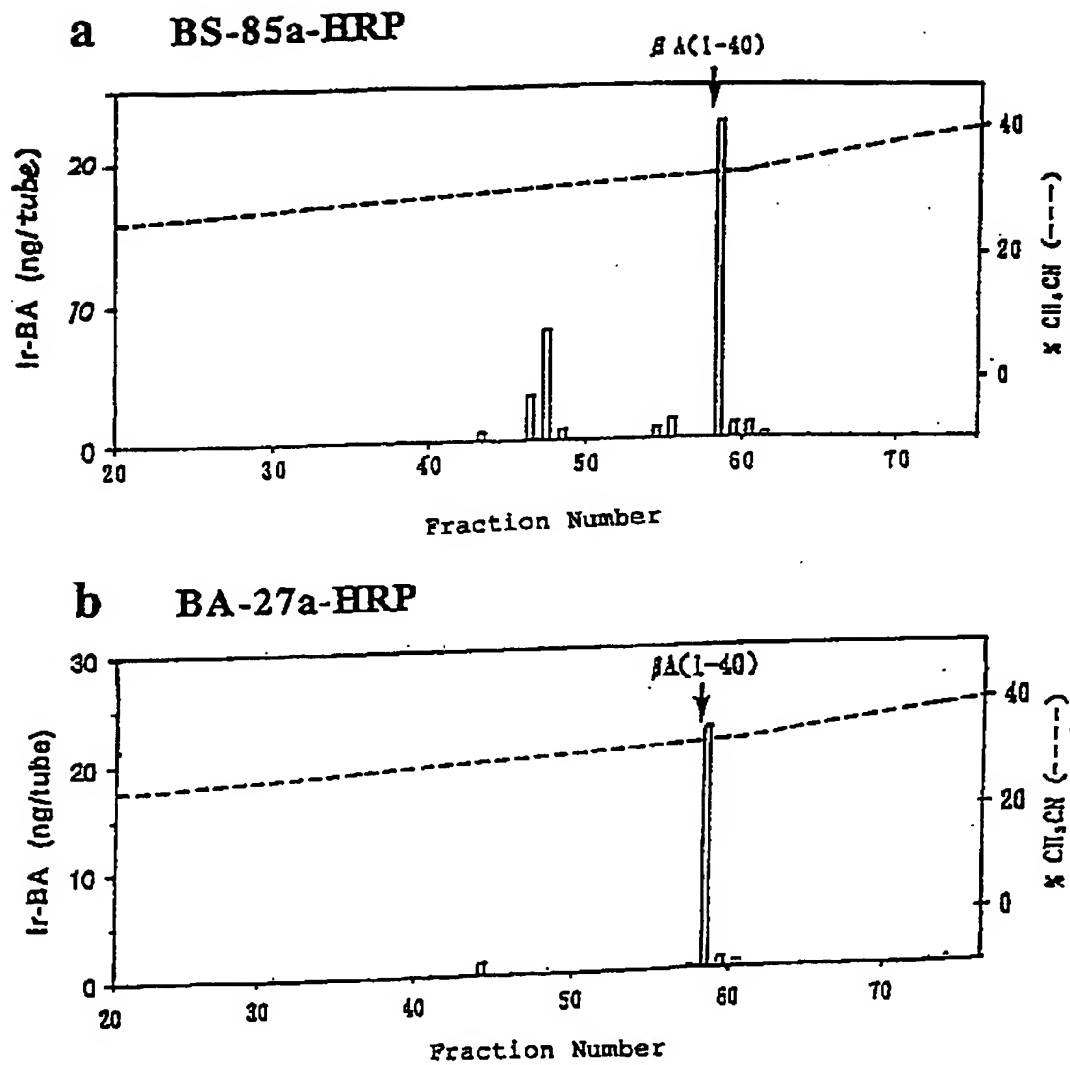 a BS-85a-HRP
βA(1-40)
Ir-BA (ng/tube)
20
10
0
40
20
0
% CH₃CN (----)
20 30 40 50 60 70
Fraction Number
b BA-27a-HRP
βA(1-40)
Ir-BA (ng/tube)
30
20
10
0
40
20
0
% CH₃CN (----)
20 30 40 50 60 70
Fraction Number